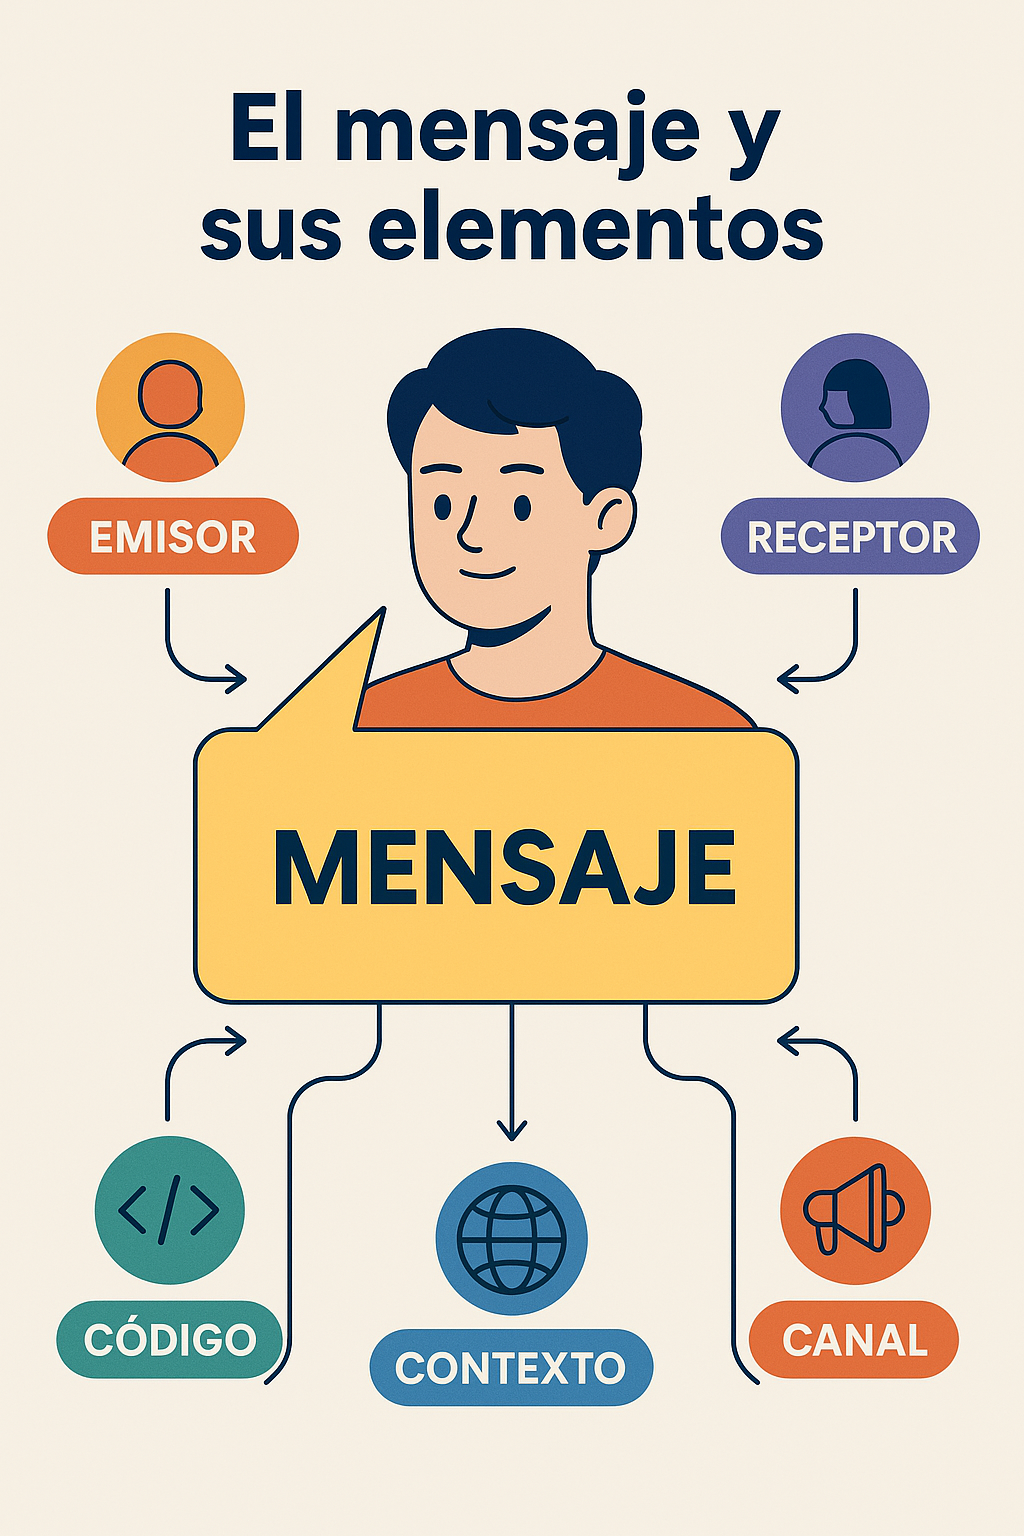 El mensaje y
sus elementos
EMISOR
RECEPTOR
MENSAJE
CÓDIGO
CONTEXTO
CANAL